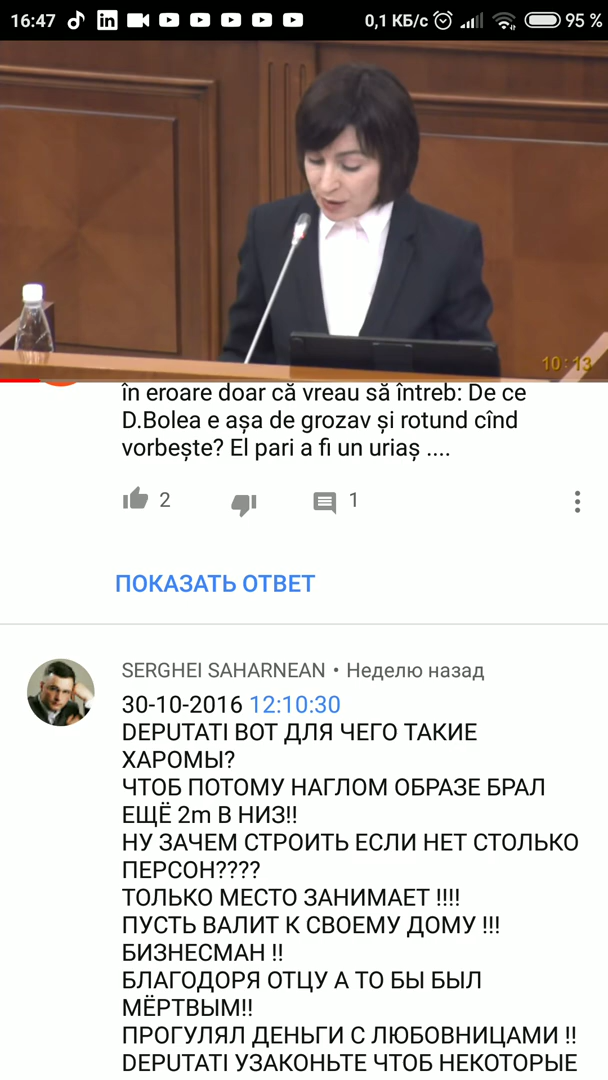 16:47 0,1 КБ/с 95 %
10:13
în eroare doar că vreau să întreb: De ce
D.Bolea e așa de grozav și rotund cînd
vorbește? El pari a fi un uriaș ....
2 1
ПОКАЗАТЬ ОТВЕТ
SERGHEI SAHARNEAN • Неделю назад
30-10-2016 12:10:30
DEPUTATI ВОТ ДЛЯ ЧЕГО ТАКИЕ
ХАРОМЫ?
ЧТОБ ПОТОМУ НАГЛОМ ОБРАЗЕ БРАЛ
ЕЩЁ 2m В НИЗ!!
НУ ЗАЧЕМ СТРОИТЬ ЕСЛИ НЕТ СТОЛЬКО
ПЕРСОН????
ТОЛЬКО МЕСТО ЗАНИМАЕТ !!!!
ПУСТЬ ВАЛИТ К СВОЕМУ ДОМУ !!!
БИЗНЕСМАН !!
БЛАГОДОРЯ ОТЦУ А ТО БЫ БЫЛ
МЁРТВЫМ!!
ПРОГУЛЯЛ ДЕНЬГИ С ЛЮБОВНИЦАМИ !!
DEPUTATI УЗАКОНЬТЕ ЧТОБ НЕКОТОРЫЕ